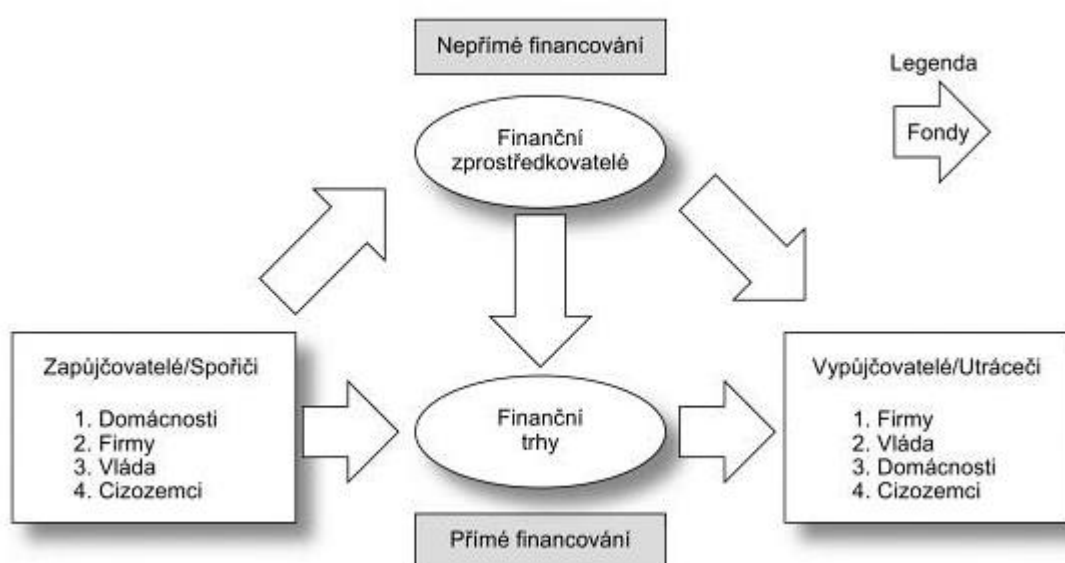 Nepřímé financování
Legenda
Fondy
Finanční
zprostředkovatelé
Zapůjčovatelé/Spořiči
1. Domácnosti
2. Firmy
3. Vláda
4. Cizozemci
Finanční
trhy
Vypůjčovatelé/Utráceči
1. Firmy
2. Vláda
3. Domácnosti
4. Cizozemci
Přímé financování